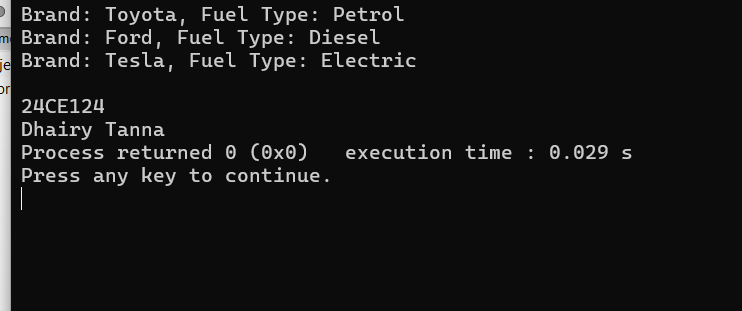 Brand: Toyota, Fuel Type: Petrol
Brand: Ford, Fuel Type: Diesel
Brand: Tesla, Fuel Type: Electric
24CE124
Dhairy Tanna
Process returned 0 (0x0)   execution time : 0.029 s
Press any key to continue.